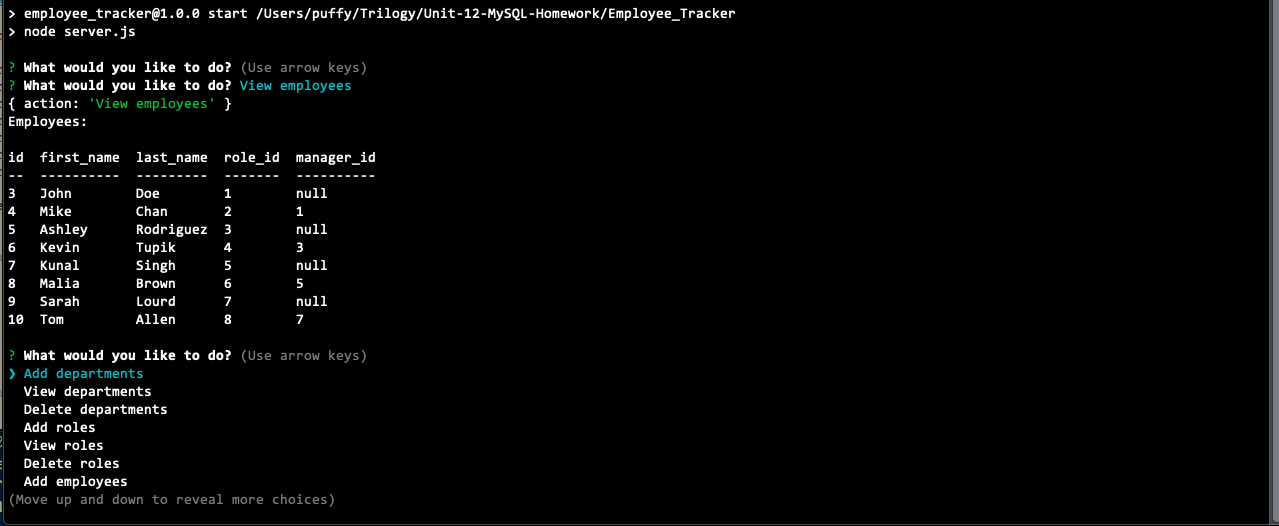 > employee_tracker@1.0.0 start /Users/puffy/Trilogy/Unit-12-MySQL-Homework/Employee_Tracker
> node server.js
? What would you like to do? (Use arrow keys)
? What would you like to do? View employees
{ action: 'View employees' }
Employees:
id  first_name  last_name  role_id  manager_id
--  ----------  ---------  -------  ----------
3   John        Doe        1        null
4   Mike        Chan       2        1
5   Ashley      Rodriguez  3        null
6   Kevin       Tupik      4        3
7   Kunal       Singh      5        null
8   Malia       Brown      6        5
9   Sarah       Lourd      7        null
10  Tom         Allen      8        7
? What would you like to do? (Use arrow keys)
❯ Add departments
  View departments
  Delete departments
  Add roles
  View roles
  Delete roles
  Add employees
(Move up and down to reveal more choices)